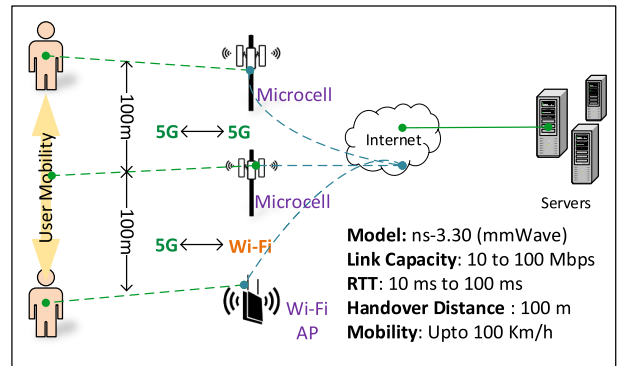 Microcell
100m
5G 5G
Internet
User Mobility
Microcell
Servers
100m
5G Wi-Fi
Wi-Fi
AP
Model: ns-3.30 (mmWave)
Link Capacity: 10 to 100 Mbps
RTT: 10 ms to 100 ms
Handover Distance : 100 m
Mobility: Upto 100 Km/h